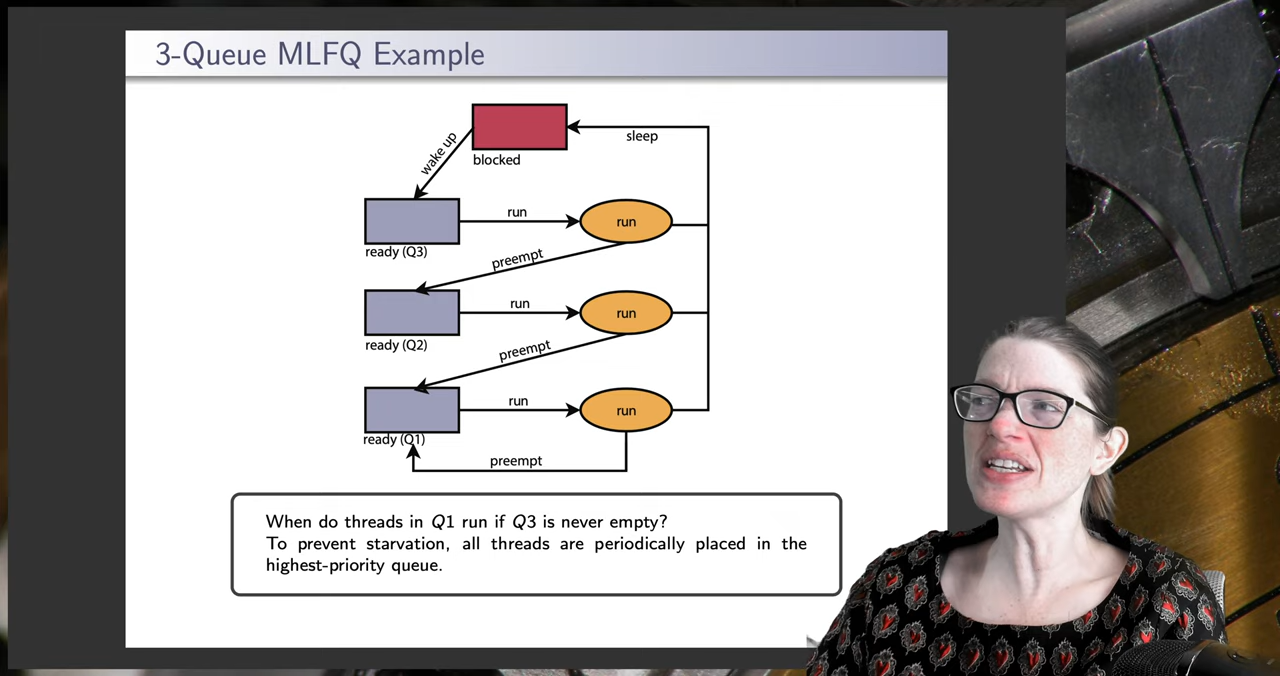 3-Queue MLFQ Example
sleep
wake up
blocked
run
run
ready (Q3)
preempt
run
run
ready (Q2)
preempt
run
run
ready (Q1)
preempt
When do threads in Q1 run if Q3 is never empty?
To prevent starvation, all threads are periodically placed in the
highest-priority queue.